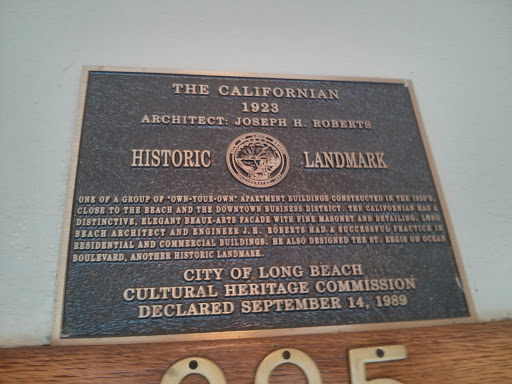 THE CALIFORNIAN
1923
ARCHITECT: JOSEPH H. ROBERTS
HISTORIC LANDMARK
ONE OF A GROUP OF "OWN-YOUR-OWN" APARTMENT BUILDINGS CONSTRUCTED IN THE 1920'S,
CLOSE TO THE BEACH AND THE DOWNTOWN BUSINESS DISTRICT. THE CALIFORNIAN HAS A
DISTINCTIVE, ELEGANT BEAUX-ARTS FACADE WITH FINE MASONRY AND DETAILING. LONG
BEACH ARCHITECT AND ENGINEER J.H. ROBERTS HAD A SUCCESSFUL PRACTICE IN
RESIDENTIAL AND COMMERCIAL BUILDINGS. HE ALSO DESIGNED THE ST. REGIS ON OCEAN
BOULEVARD, ANOTHER HISTORIC LANDMARK.
CITY OF LONG BEACH
CULTURAL HERITAGE COMMISSION
DECLARED SEPTEMBER 14, 1989